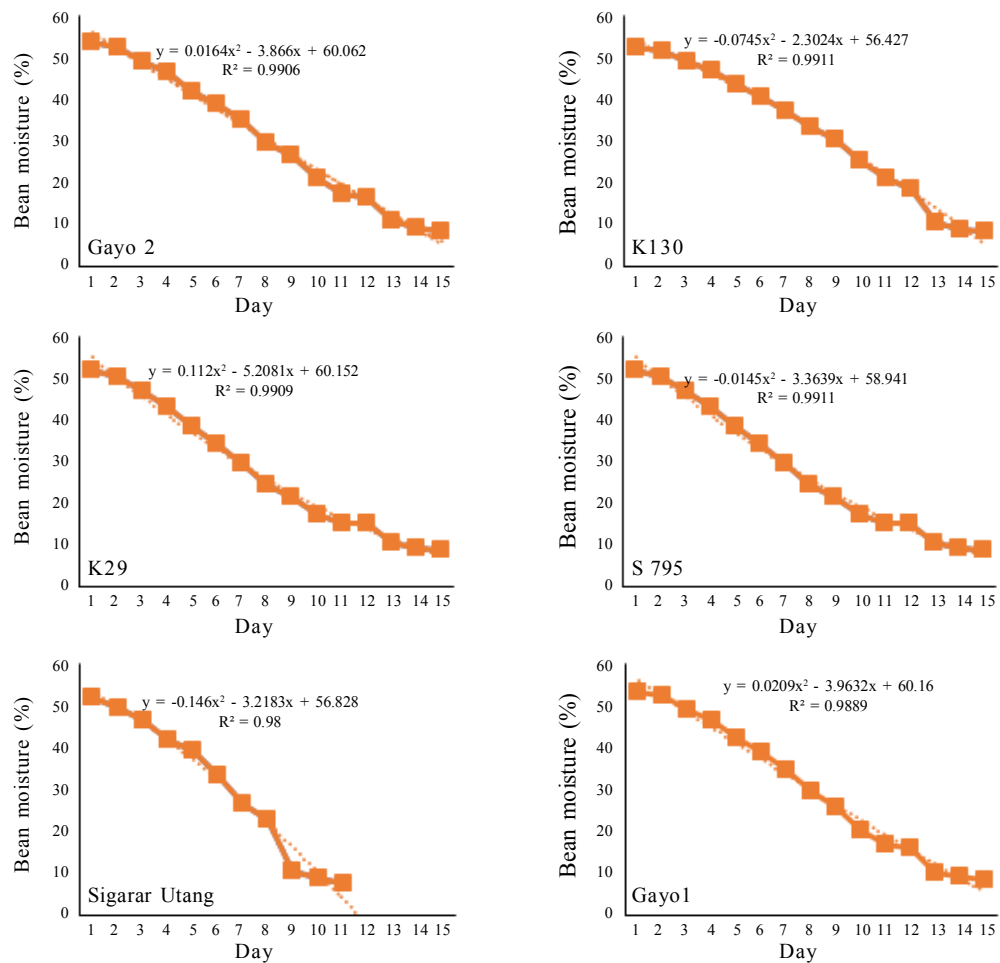 60
50
40
30
20
10
0
Bean moisture (%)
y = 0.0164x² - 3.866x + 60.062
R² = 0.9906
Gayo 2
1 2 3 4 5 6 7 8 9 10 11 12 13 14 15
Day
60
50
40
30
20
10
0
Bean moisture (%)
y = -0.0745x² - 2.3024x + 56.427
R² = 0.9911
K130
1 2 3 4 5 6 7 8 9 10 11 12 13 14 15
Day
60
50
40
30
20
10
0
Bean moisture (%)
y = 0.112x² - 5.2081x + 60.152
R² = 0.9909
K29
1 2 3 4 5 6 7 8 9 10 11 12 13 14 15
Day
60
50
40
30
20
10
0
Bean moisture (%)
y = -0.0145x² - 3.3639x + 58.941
R² = 0.9911
S 795
1 2 3 4 5 6 7 8 9 10 11 12 13 14 15
Day
60
50
40
30
20
10
0
Bean moisture (%)
y = -0.146x² - 3.2183x + 56.828
R² = 0.98
Sigarar Utang
1 2 3 4 5 6 7 8 9 10 11 12 13 14 15
Day
60
50
40
30
20
10
0
Bean moisture (%)
y = 0.0209x² - 3.9632x + 60.16
R² = 0.9889
Gayo1
1 2 3 4 5 6 7 8 9 10 11 12 13 14 15
Day